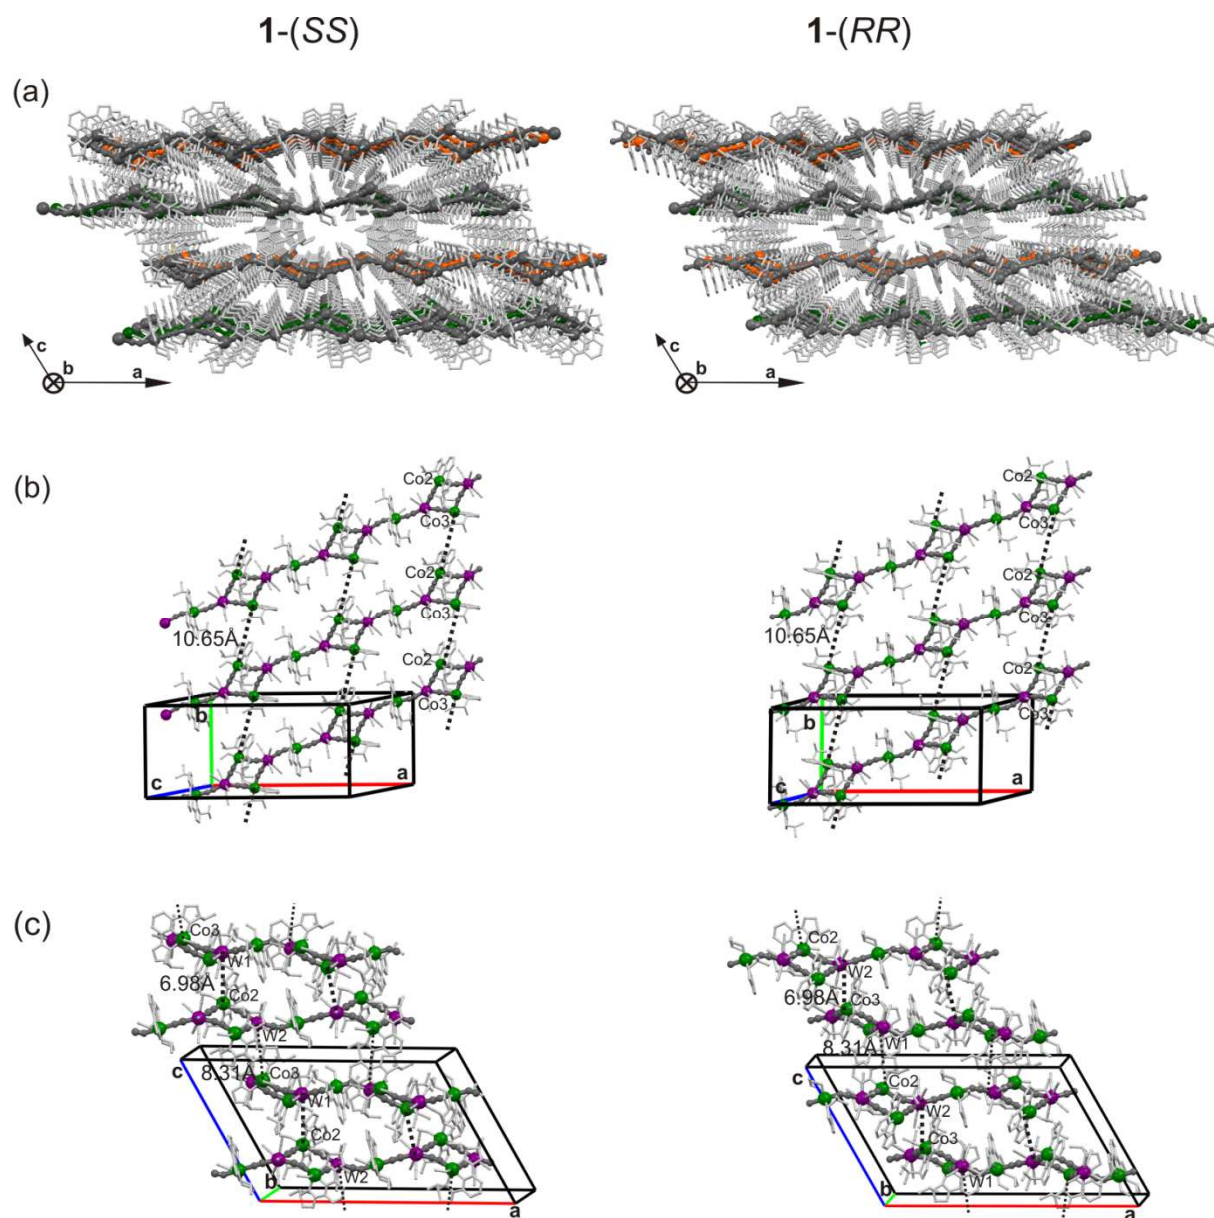 1-(SS) 1-(RR)
(a)
c b a c b a
(b)
Co2 Co2
Co3 Co3
Co2 Co2
10.65Å Co3 10.65Å Co3
Co2 Co2
b Co3 b Co3
c a c a
(c)
Co3 Co2
W1 W2
6.98Å 6.98Å
Co2 Co3
W2 W1
8.31Å 8.31Å
c Co3 c Co2
W1 W2
Co2 Co3
W2 W1
b a b a